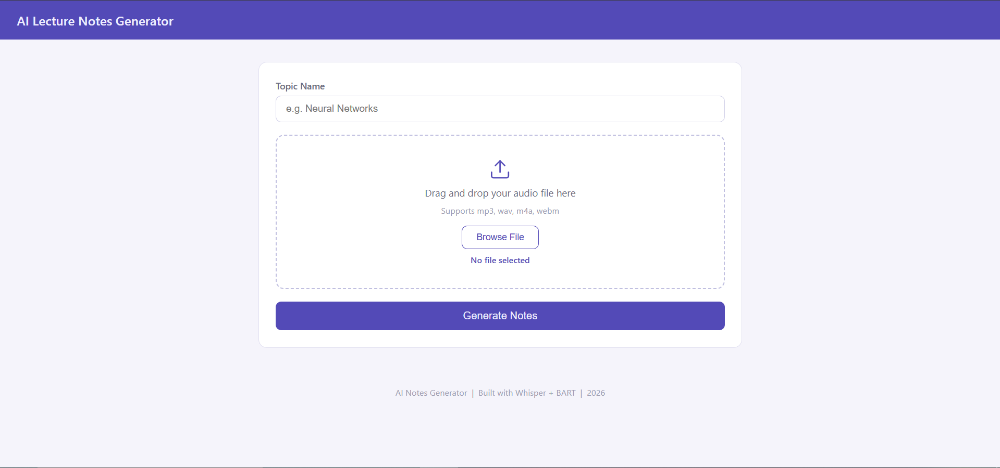 AI Lecture Notes Generator
Topic Name
e.g. Neural Networks
Drag and drop your audio file here
Supports mp3, wav, m4a, webm
Browse File
No file selected
Generate Notes
AI Notes Generator | Built with Whisper + BART | 2026